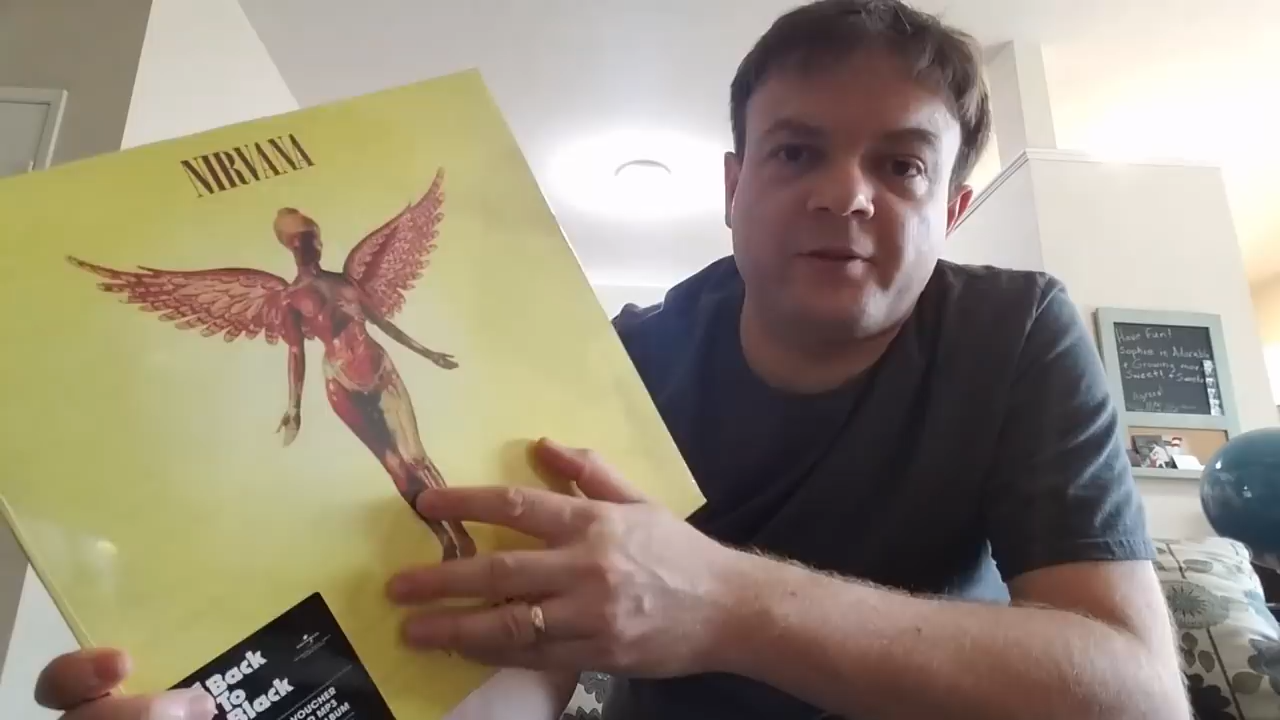 NIRVANA
Back
To
Black
VOUCHER
MP3
ALBUM
Have Fun!
Sophie is Adorable
+ Growing more
Sweet!